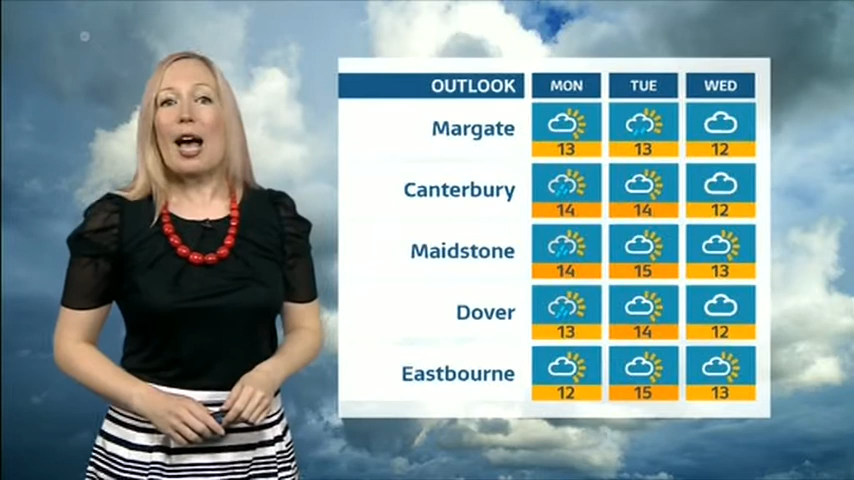 OUTLOOK MON TUE WED
Margate 13 13 12
Canterbury 14 14 12
Maidstone 14 15 13
Dover 13 14 12
Eastbourne 12 15 13